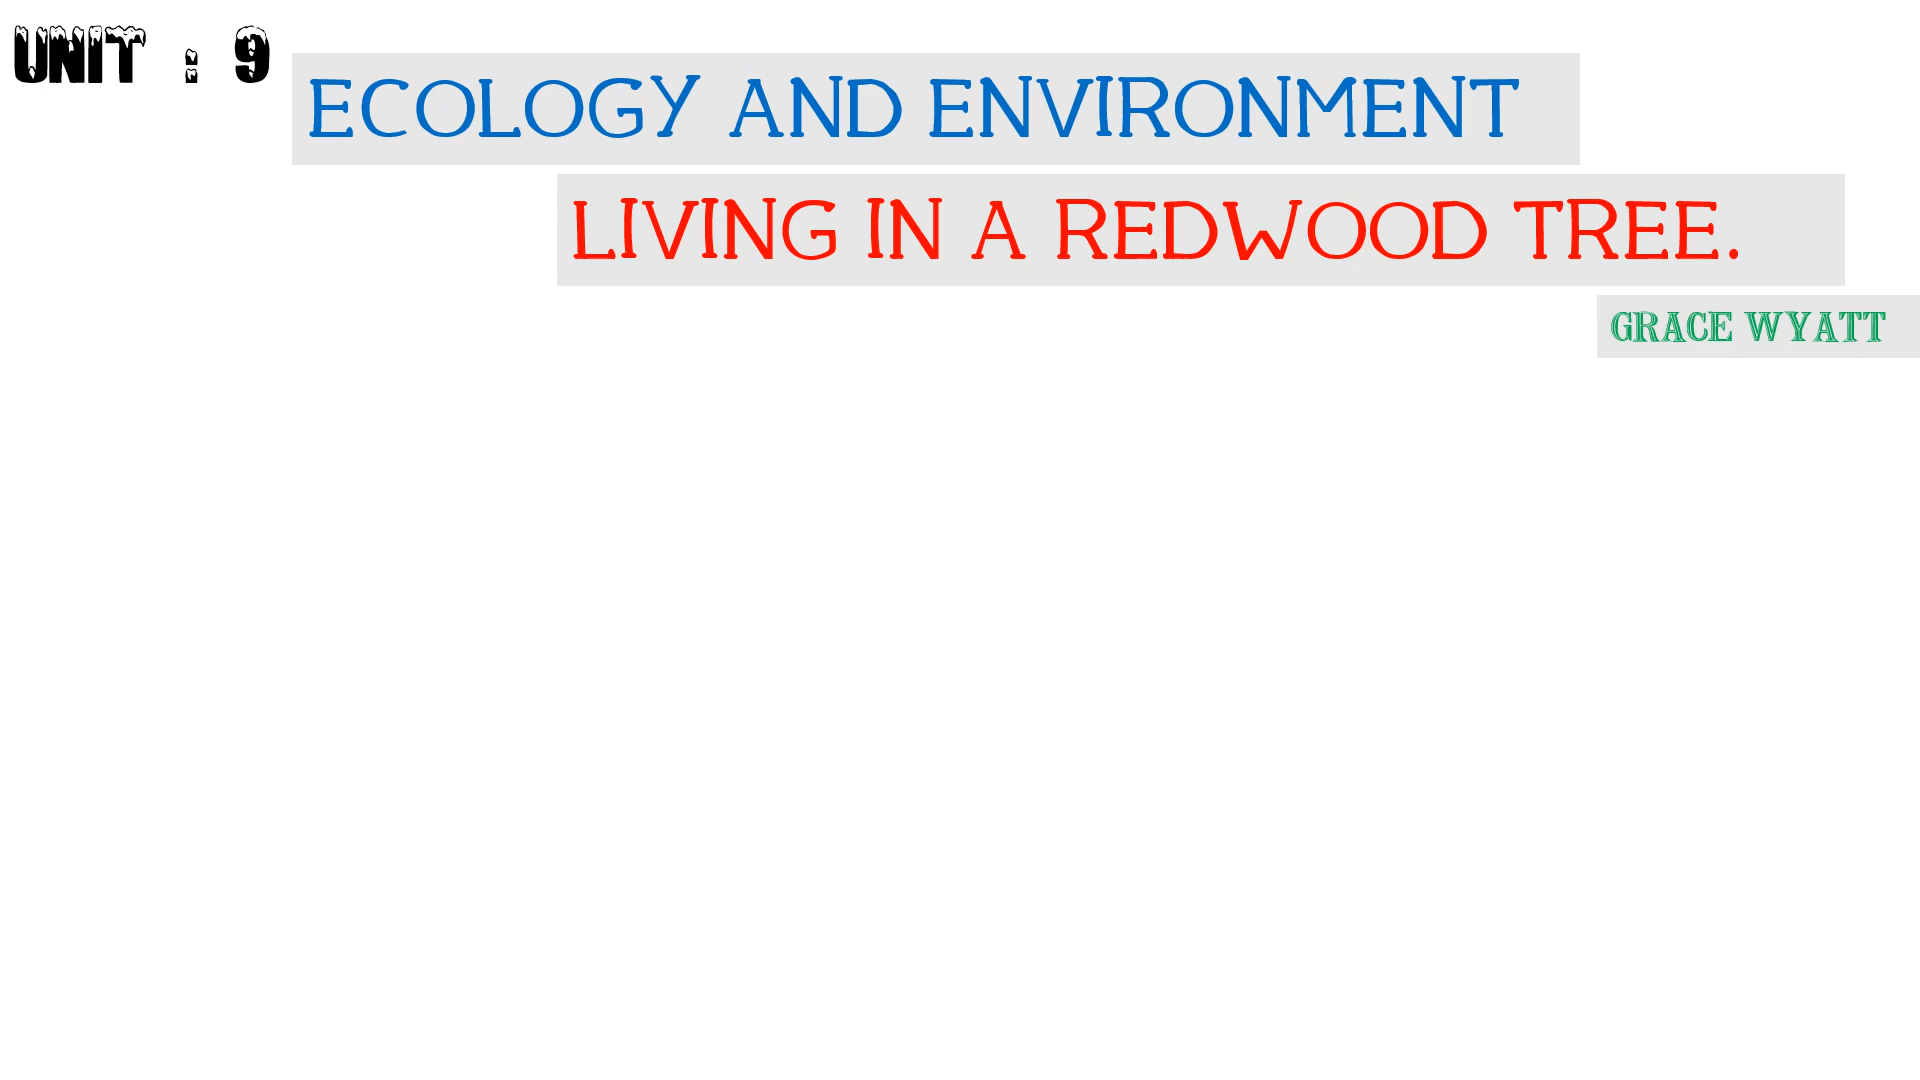 UNIT : 9
ECOLOGY AND ENVIRONMENT
LIVING IN A REDWOOD TREE.
GRACE WYATT